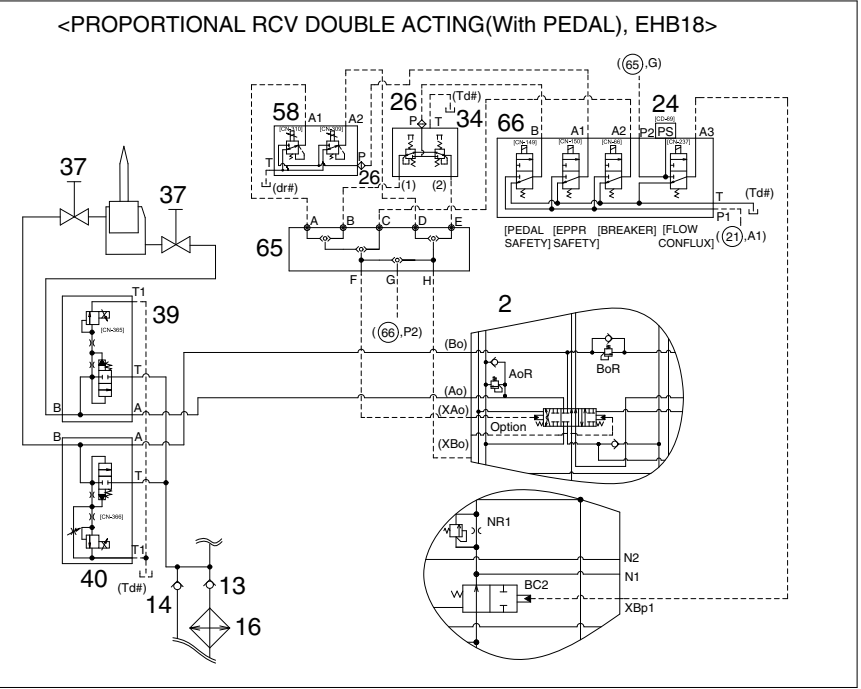 <PROPORTIONAL RCV DOUBLE ACTING(With PEDAL), EHB18>
(65,G)
26 (Td#) 24
58 A1 A2 34 66 [CD-69]
P T B A1 A2 P2 PS A3
[CN-149] [CN-150] [CN-66] [CN-237]
T P
(dr#) 26 (1) (2)
T (Td#)
P1
(21,A1)
[PEDAL SAFETY] [EPPR SAFETY] [BREAKER] [FLOW CONFLUX]
37
37
A B C D E
65
F G H
(66,P2)
2
T1
39
[CN-365]
T
B A
(Bo)
AoR
BoR
(Ao)
(XAo)
Option
(XBo)
B A
T
[CN-366]
T1
40
(Td#)
14
13
16
NR1
N2
N1
BC2
XBp1